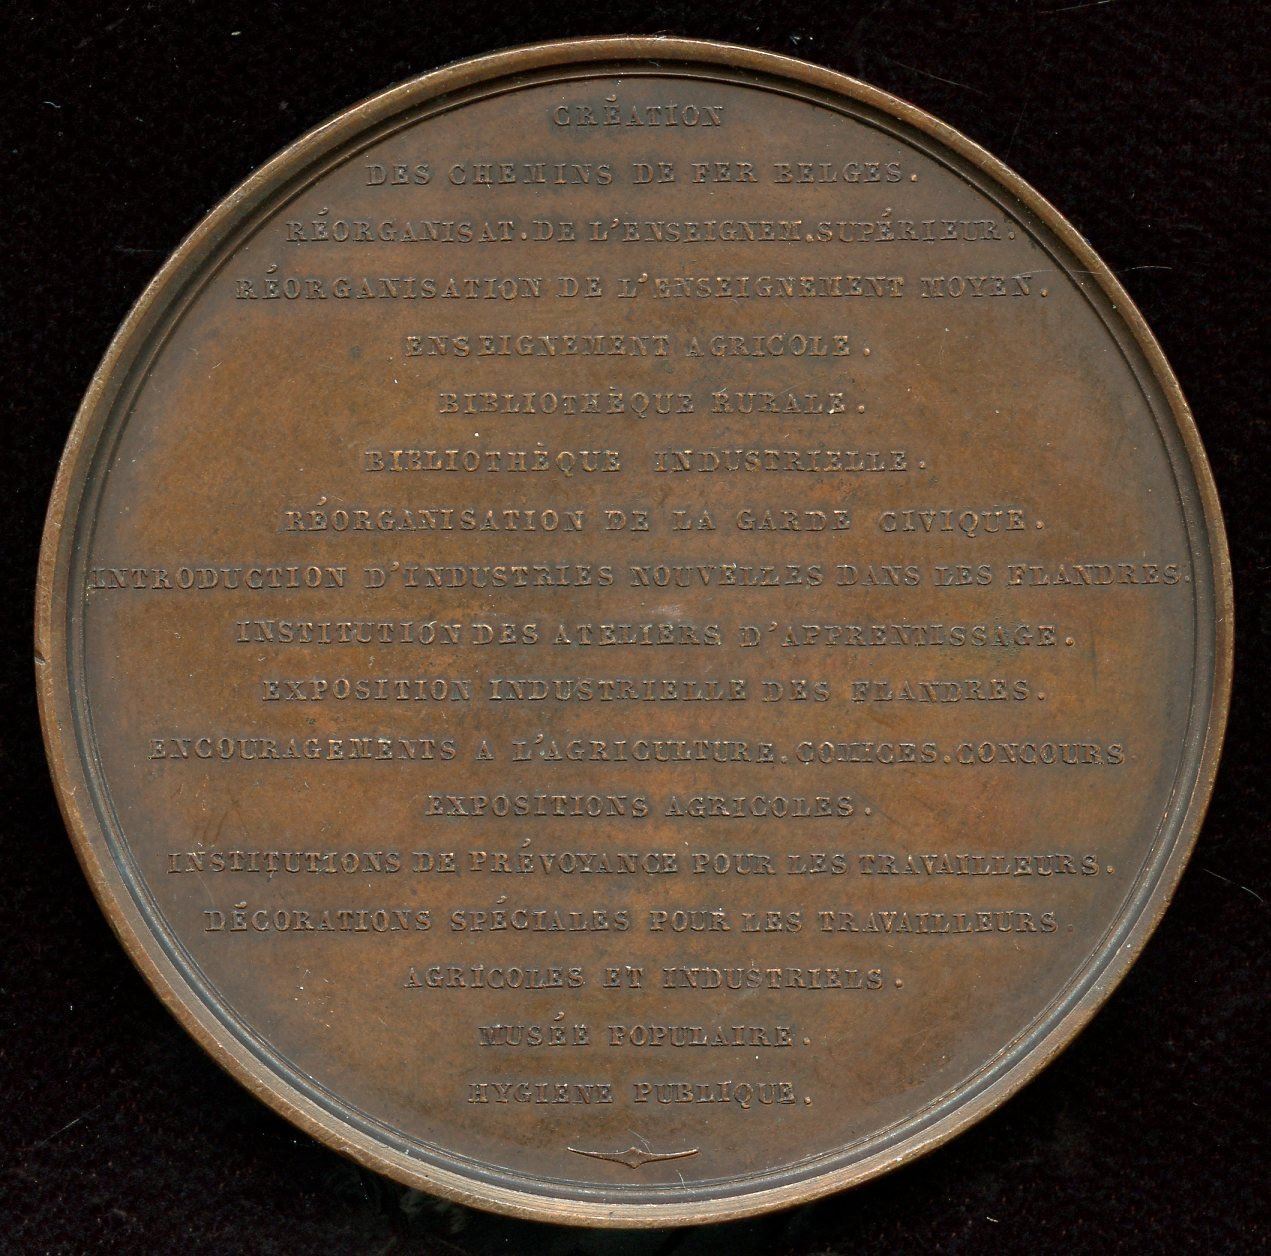 CRÉATION
DES CHEMINS DE FER BELGES.
RÉORGANISAT. DE L'ENSEIGNEM. SUPÉRIEUR.
RÉORGANISATION DE L'ENSEIGNEMENT MOYEN.
ENSEIGNEMENT AGRICOLE.
BIBLIOTHÈQUE RURALE.
BIBLIOTHÈQUE INDUSTRIELLE.
RÉORGANISATION DE LA GARDE CIVIQUE.
INTRODUCTION D'INDUSTRIES NOUVELLES DANS LES FLANDRES.
INSTITUTION DES ATELIERS D'APPRENTISSAGE.
EXPOSITION INDUSTRIELLE DES FLANDRES.
ENCOURAGEMENTS A L'AGRICULTURE. COMICES. CONCOURS.
EXPOSITIONS AGRICOLES.
INSTITUTIONS DE PRÉVOYANCE POUR LES TRAVAILLEURS.
DÉCORATIONS SPÉCIALES POUR LES TRAVAILLEURS.
AGRICOLES ET INDUSTRIELS.
MUSÉE POPULAIRE.
HYGIENE PUBLIQUE.